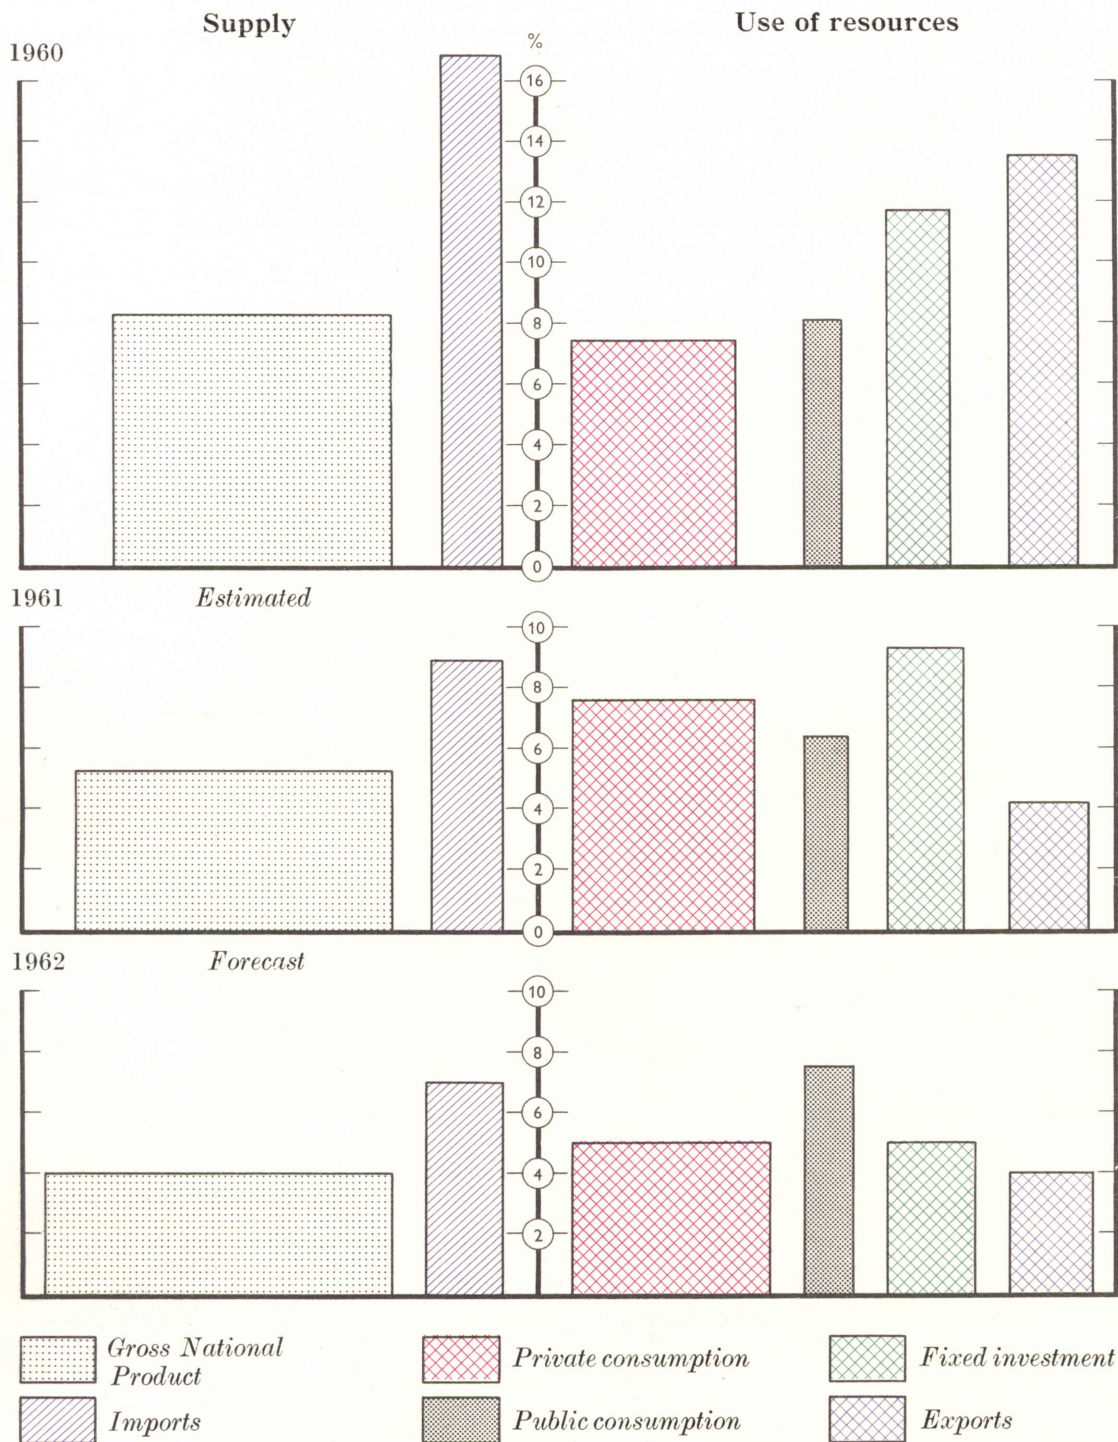 Supply
Use of resources
1960
%
16
14
12
10
8
6
4
2
0
1961
Estimated
10
8
6
4
2
0
1962
Forecast
10
8
6
4
2
Gross National
Product
Private consumption
Fixed investment
Imports
Public consumption
Exports